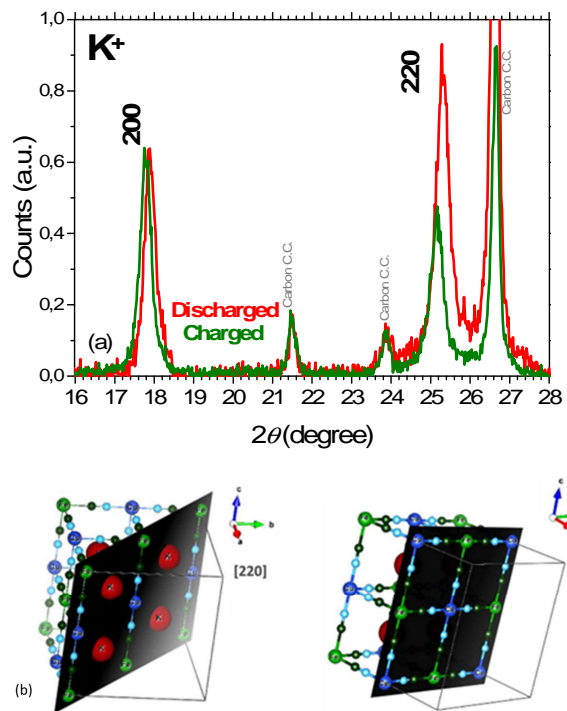 K+
200
220
Carbon C.C.
Carbon C.C.
Carbon C.C.
Discharged
Charged
(a)
Counts (a.u.)
1,0
0,8
0,6
0,4
0,2
0,0
16 17 18 19 20 21 22 23 24 25 26 27 28
2θ (degree)
c
b
a
[220]
c
(b)